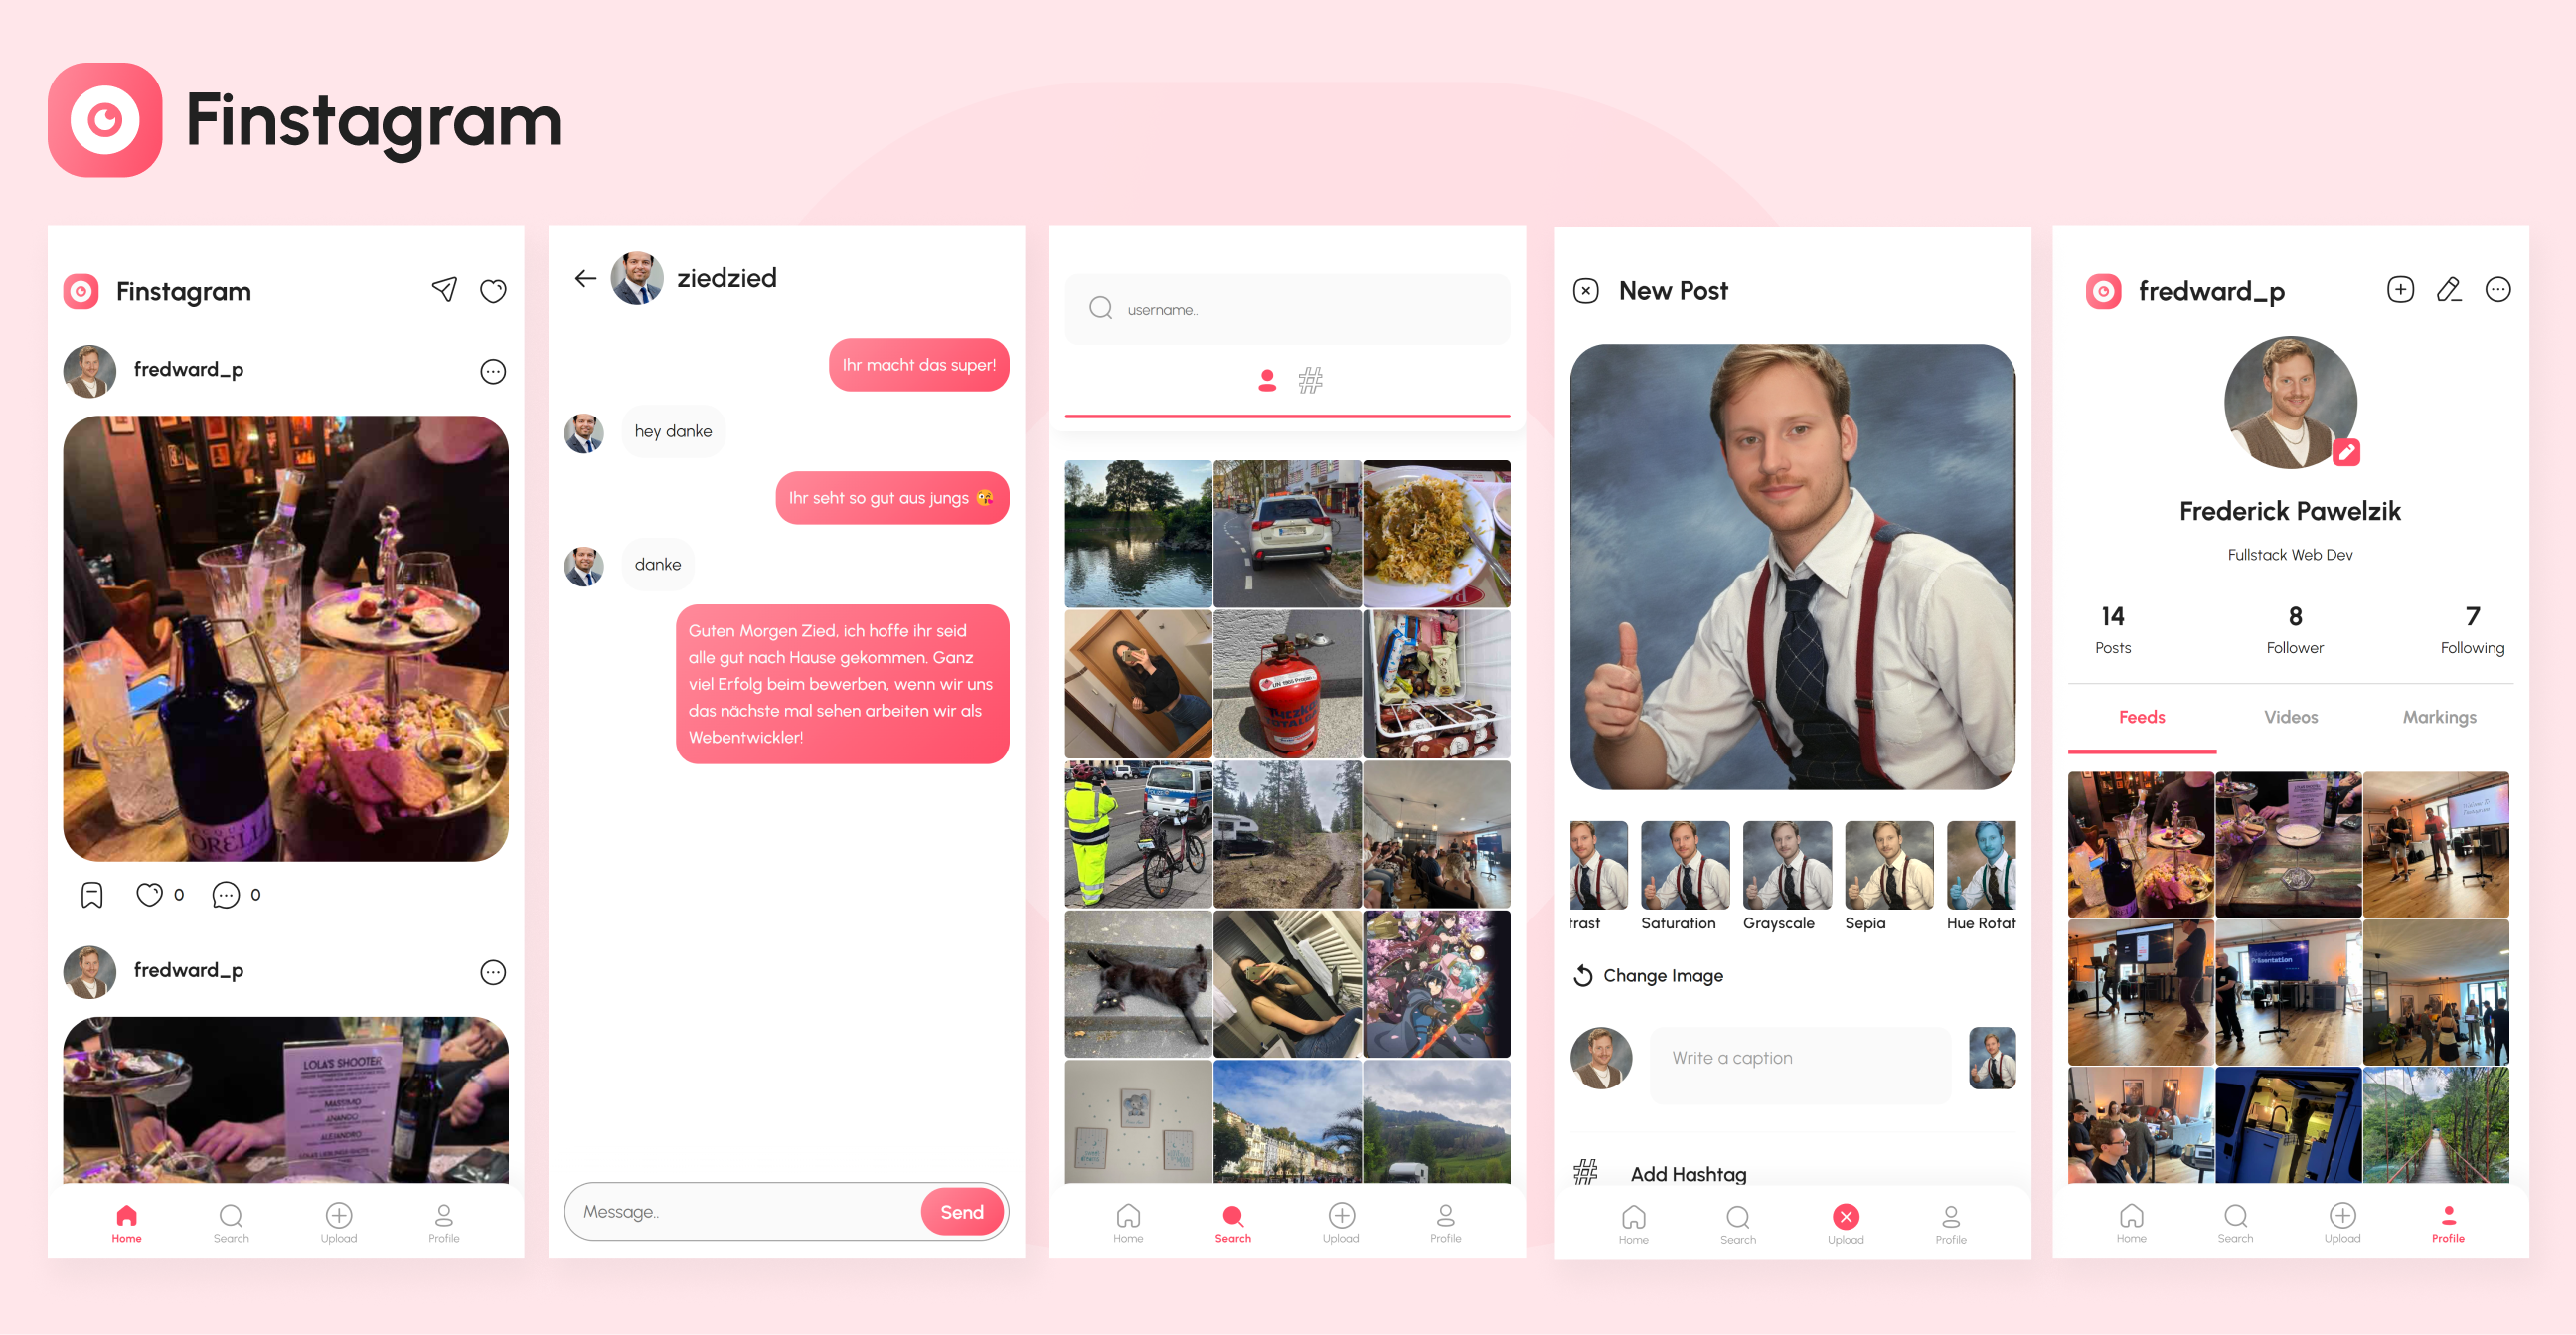 Finstagram
Finstagram
fredward_p
ORELL
0
0
fredward_p
LOLA'S SHOOTER
MASSIMO
ANANDO
ALEJANDRO
Home
Search
Upload
Profile
ziedzied
Ihr macht das super!
hey danke
Ihr seht so gut aus jungs 😘
danke
Guten Morgen Zied, ich hoffe ihr seid
alle gut nach Hause gekommen. Ganz
viel Erfolg beim bewerben, wenn wir uns
das nächste mal sehen arbeiten wir als
Webentwickler!
Message..
Send
username..
Home
Search
Upload
Profile
New Post
trast
Saturation
Grayscale
Sepia
Hue Rotat
Change Image
Write a caption
Add Hashtag
Home
Search
Upload
Profile
fredward_p
Frederick Pawelzik
Fullstack Web Dev
14
Posts
8
Follower
7
Following
Feeds
Videos
Markings
Home
Search
Upload
Profile